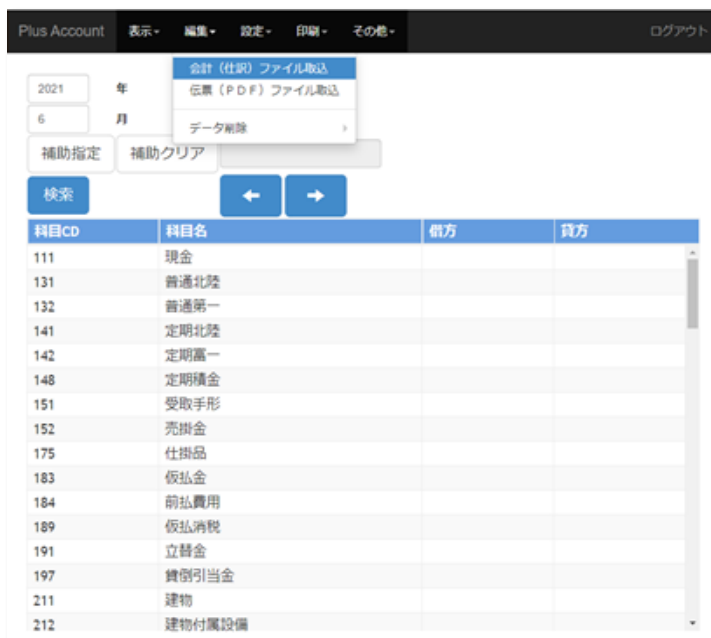 Plus Account 表示 編集 設定 印刷 その他 ログアウト
会計（仕訳）ファイル取込
伝票（ＰＤＦ）ファイル取込
データ削除
2021 年
6 月
補助指定 補助クリア
検索
科目CD 科目名 借方 貸方
111 現金
131 普通北陸
132 普通第一
141 定期北陸
142 定期富一
148 定期積金
151 受取手形
152 売掛金
175 仕掛品
183 仮払金
184 前払費用
189 仮払消税
191 立替金
197 貸倒引当金
211 建物
212 建物付属設備